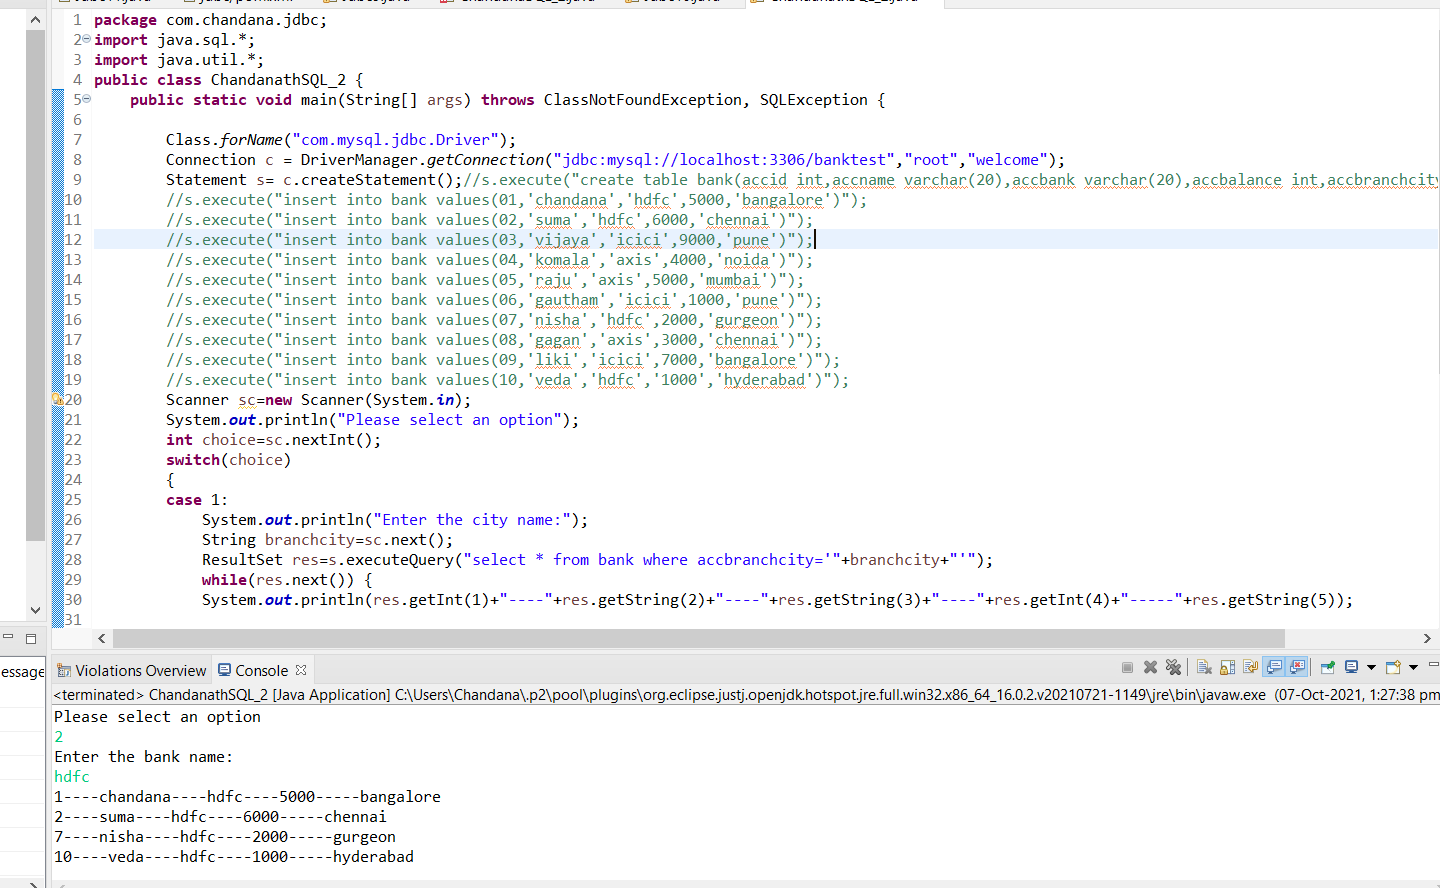 1 package com.chandana.jdbc;
2 import java.sql.*;
3 import java.util.*;
4 public class ChandanathSQL_2 {
5 public static void main(String[] args) throws ClassNotFoundException, SQLException {
6
7 Class.forName("com.mysql.jdbc.Driver");
8 Connection c = DriverManager.getConnection("jdbc:mysql://localhost:3306/banktest","root","welcome");
9 Statement s= c.createStatement();//s.execute("create table bank(accid int,accname varchar(20),accbank varchar(20),accbalance int,accbranchcity
10 //s.execute("insert into bank values(01,'chandana','hdfc',5000,'bangalore')");
11 //s.execute("insert into bank values(02,'suma','hdfc',6000,'chennai')");
12 //s.execute("insert into bank values(03,'vijaya','icici',9000,'pune')");
13 //s.execute("insert into bank values(04,'komala','axis',4000,'noida')");
14 //s.execute("insert into bank values(05,'raju','axis',5000,'mumbai')");
15 //s.execute("insert into bank values(06,'gautham','icici',1000,'pune')");
16 //s.execute("insert into bank values(07,'nisha','hdfc',2000,'gurgeon')");
17 //s.execute("insert into bank values(08,'gagan','axis',3000,'chennai')");
18 //s.execute("insert into bank values(09,'liki','icici',7000,'bangalore')");
19 //s.execute("insert into bank values(10,'veda','hdfc','1000','hyderabad')");
20 Scanner sc=new Scanner(System.in);
21 System.out.println("Please select an option");
22 int choice=sc.nextInt();
23 switch(choice)
24 {
25 case 1:
26 System.out.println("Enter the city name:");
27 String branchcity=sc.next();
28 ResultSet res=s.executeQuery("select * from bank where accbranchcity='"+branchcity+"'");
29 while(res.next()) {
30 System.out.println(res.getInt(1)+"----"+res.getString(2)+"----"+res.getString(3)+"----"+res.getInt(4)+"-----"+res.getString(5));
31
essage
Violations Overview Console
<terminated> ChandanathSQL_2 [Java Application] C:\Users\Chandana\.p2\pool\plugins\org.eclipse.justj.openjdk.hotspot.jre.full.win32.x86_64_16.0.2.v20210721-1149\jre\bin\javaw.exe (07-Oct-2021, 1:27:38 pm
Please select an option
2
Enter the bank name:
hdfc
1----chandana----hdfc----5000-----bangalore
2----suma----hdfc----6000-----chennai
7----nisha----hdfc----2000-----gurgeon
10----veda----hdfc----1000-----hyderabad